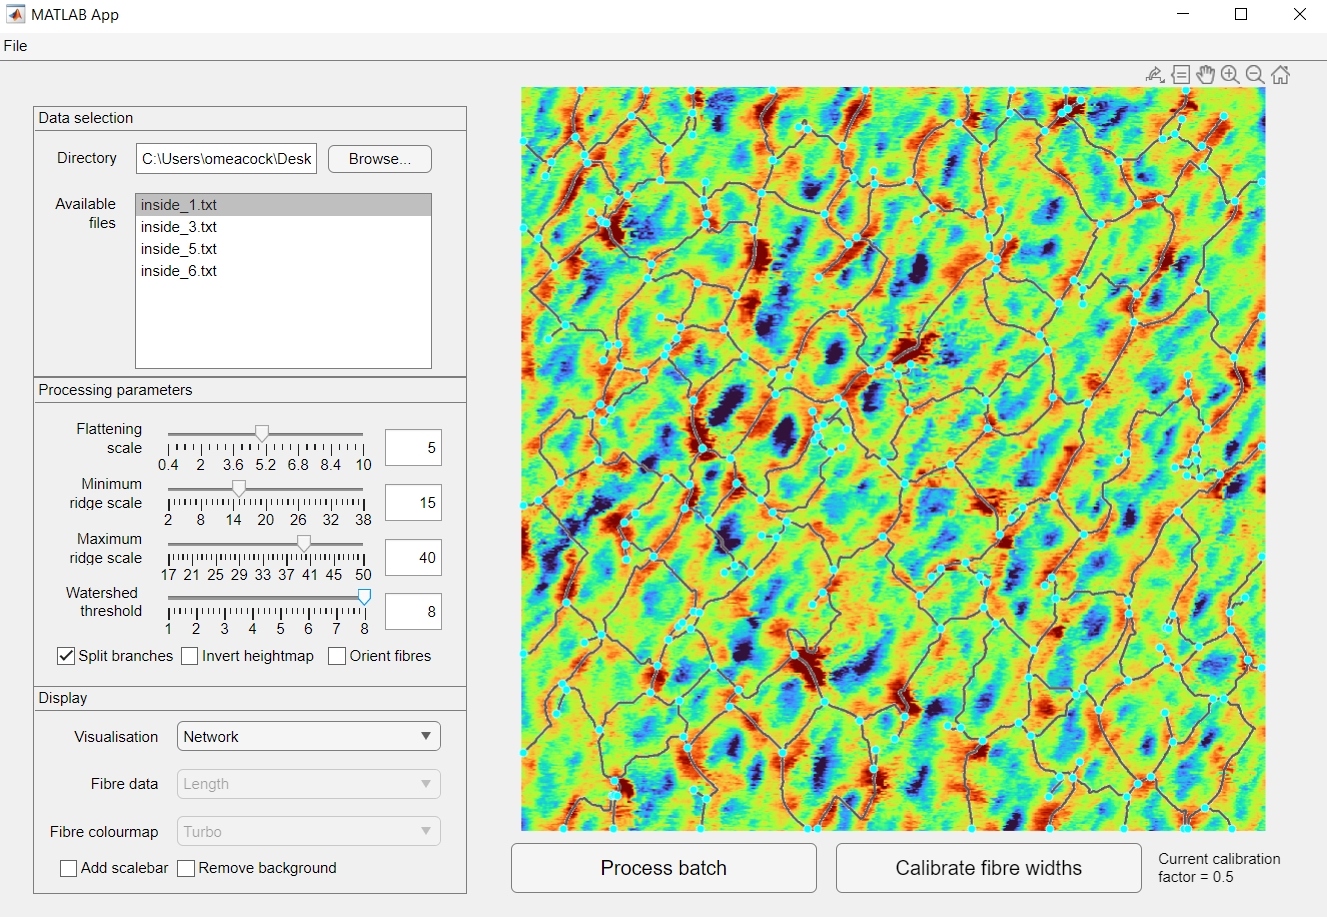 MATLAB App
File
Data selection
Directory
C:\Users\omeacock\Desk
Browse...
Available
files
inside_1.txt
inside_3.txt
inside_5.txt
inside_6.txt
Processing parameters
Flattening
scale
0.4 2 3.6 5.2 6.8 8.4 10
5
Minimum
ridge scale
2 8 14 20 26 32 38
15
Maximum
ridge scale
17 21 25 29 33 37 41 45 50
40
Watershed
threshold
1 2 3 4 5 6 7 8
8
Split branches Invert heightmap Orient fibres
Display
Visualisation Network
Fibre data Length
Fibre colourmap Turbo
Add scalebar Remove background
Process batch
Calibrate fibre widths
Current calibration
factor = 0.5